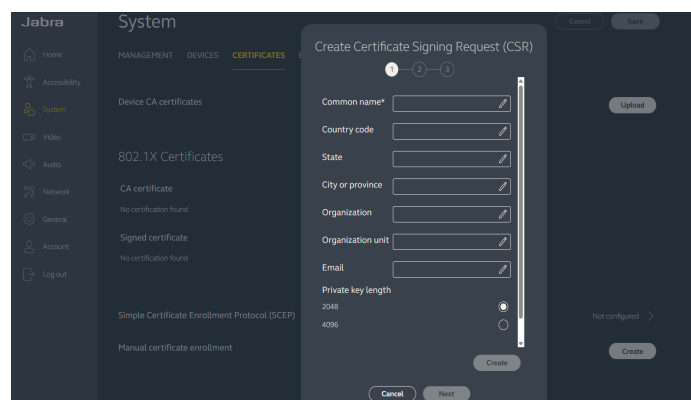 Jabra
System
Cancel
Save
Home
MANAGEMENT DEVICES CERTIFICATES
Accessibility
System
Video
Audio
Network
General
Account
Log out
Device CA certificates
Upload
802.1X Certificates
CA certificate
No certification found
Signed certificate
No certification found
Simple Certificate Enrollment Protocol (SCEP)
Not configured
Manual certificate enrollment
Create
Create Certificate Signing Request (CSR)
1 2 3
Common name*
Country code
State
City or province
Organization
Organization unit
Email
Private key length
2048
4096
Create
Cancel
Next